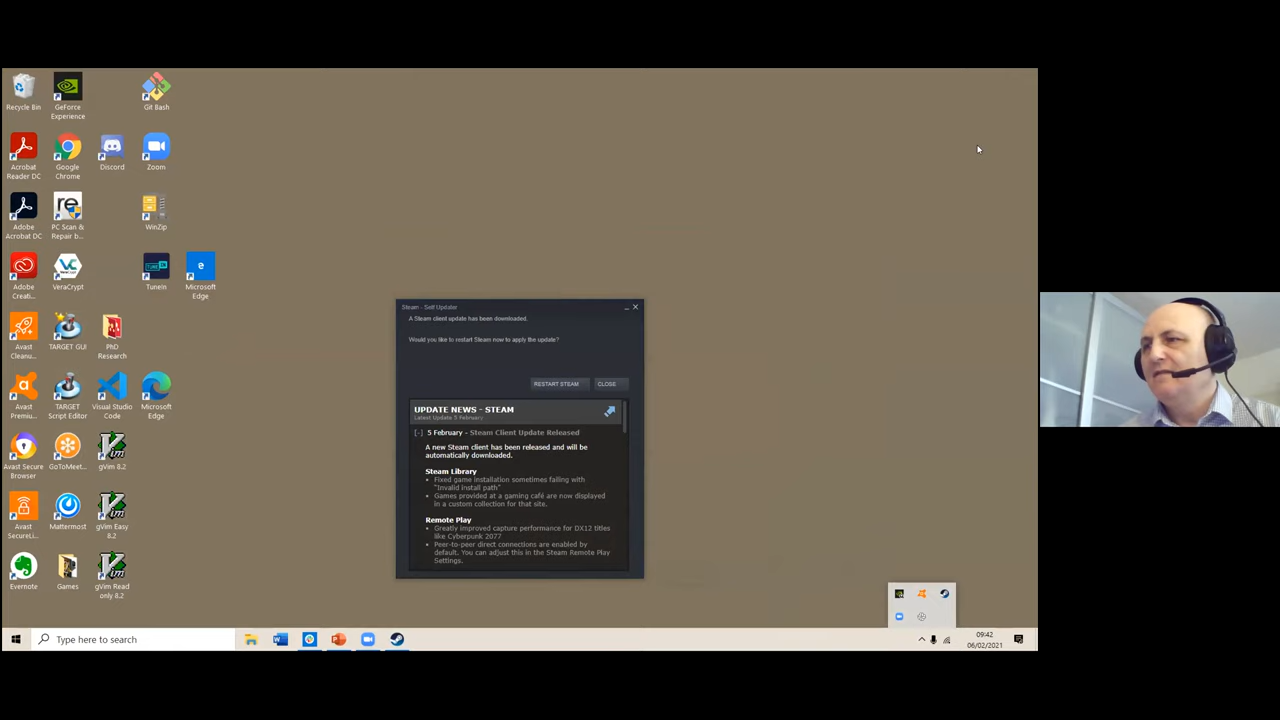 Recycle Bin
GeForce
Experience
Git Bash
Acrobat
Reader DC
Google
Chrome
Discord
Zoom
Adobe
Acrobat DC
PC Scan &
Repair b...
WinZip
Adobe
Creati...
VeraCrypt
TuneIn
Microsoft
Edge
Avast
Cleanu...
TARGET GUI
PhD
Research
Avast
Premiu...
TARGET
Script Editor
Visual Studio
Code
Microsoft
Edge
Avast Secure
Browser
GoToMeet...
gVim 8.2
Avast
SecureLi...
Mattermost
gVim Easy
8.2
Evernote
Games
gVim Read
only 8.2
Steam - Self Updater
A Steam client update has been downloaded.
Would you like to restart Steam now to apply the update?
RESTART STEAM
CLOSE
UPDATE NEWS - STEAM
Latest Update 5 February
[-] 5 February - Steam Client Update Released
A new Steam client has been released and will be
automatically downloaded.
Steam Library
• Fixed game installation sometimes failing with
"Invalid install path"
• Games provided at a gaming café are now displayed
in a custom collection for that site.
Remote Play
• Greatly improved capture performance for DX12 titles
like Cyberpunk 2077
• Peer-to-peer direct connections are enabled by
default. You can adjust this in the Steam Remote Play
Settings.
Type here to search
09:42
06/02/2021